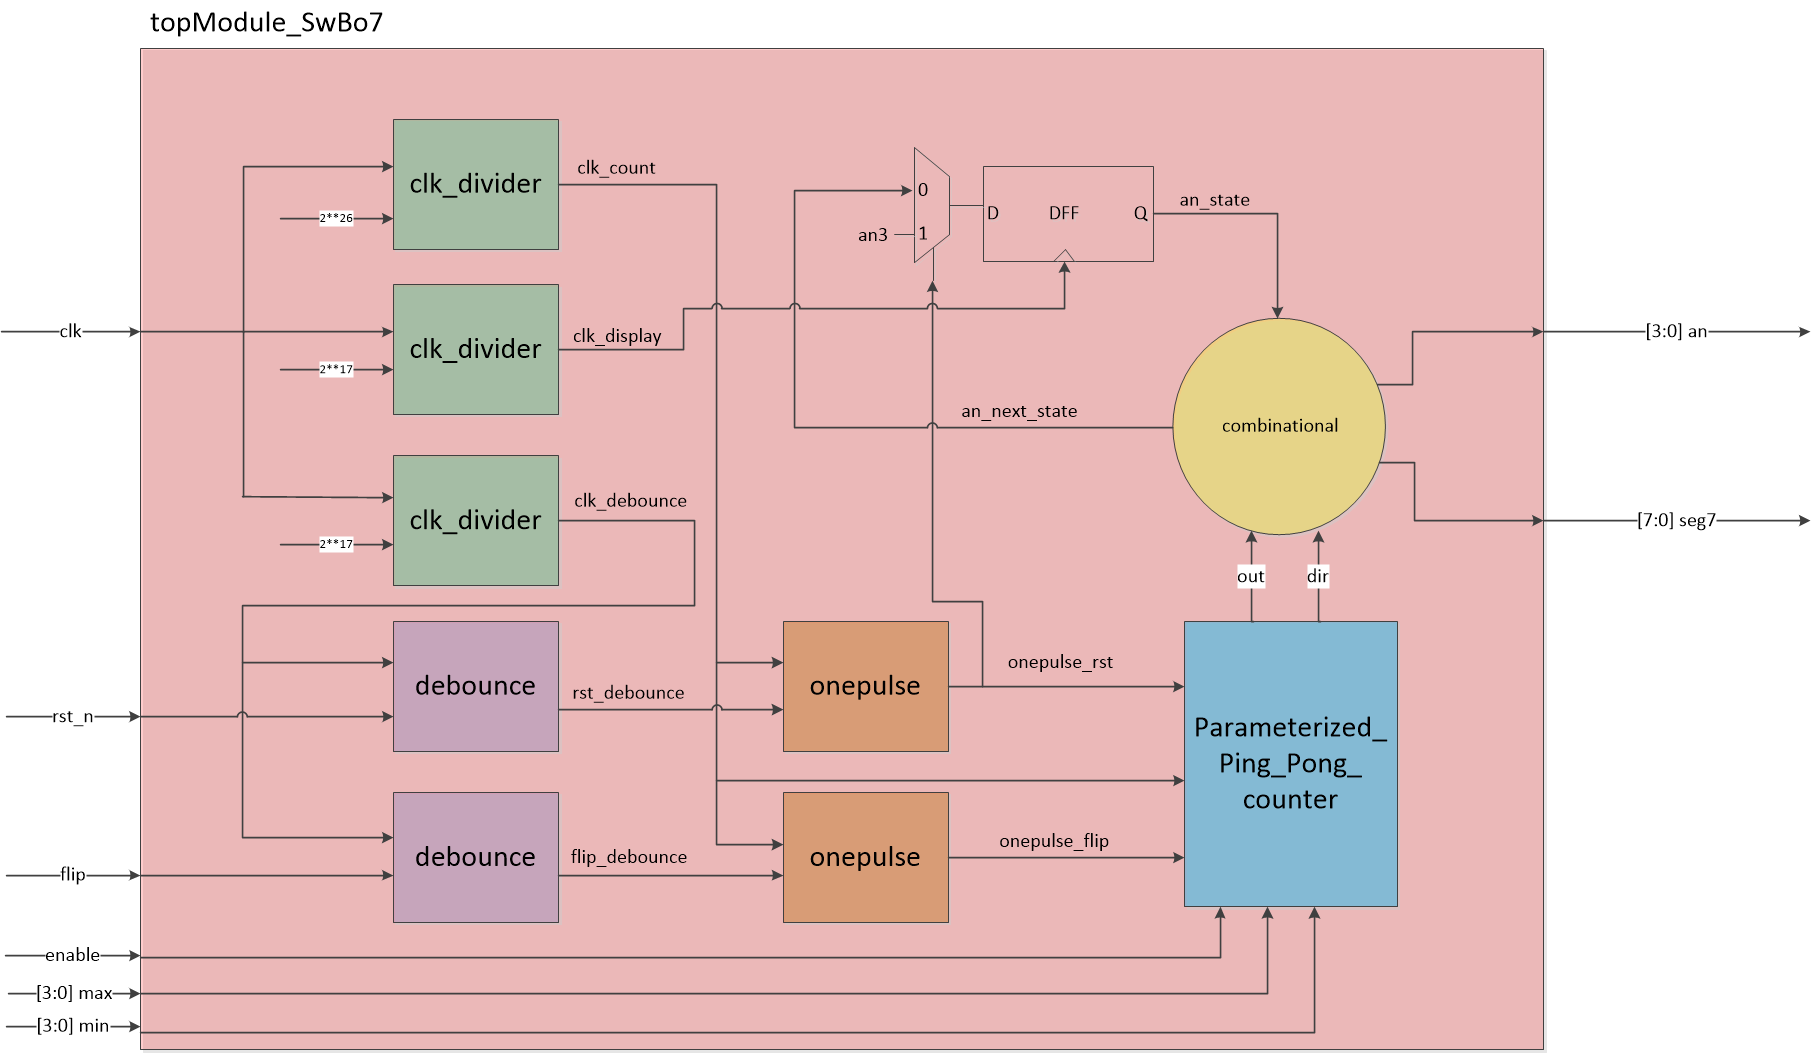 topModule_SwBo7
clk_divider
clk_count
2**26
0
an3
1
D
DFF
Q
an_state
clk
clk_divider
clk_display
2**17
[3:0] an
an_next_state
combinational
clk_divider
clk_debounce
2**17
[7:0] seg7
out
dir
debounce
rst_debounce
onepulse
onepulse_rst
rst_n
Parameterized_
Ping_Pong_
counter
debounce
flip_debounce
onepulse
onepulse_flip
flip
enable
[3:0] max
[3:0] min